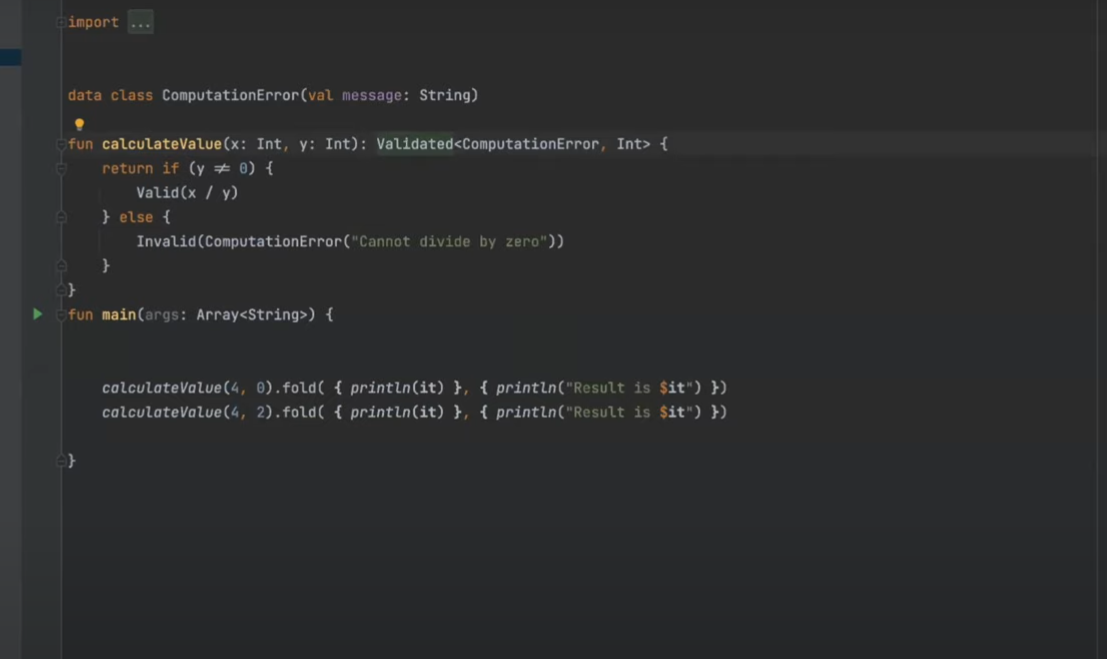 import ...
data class ComputationError(val message: String)
fun calculateValue(x: Int, y: Int): Validated<ComputationError, Int> {
return if (y ≠ 0) {
Valid(x / y)
} else {
Invalid(ComputationError("Cannot divide by zero"))
}
}
fun main(args: Array<String>) {
calculateValue(4, 0).fold( { println(it) }, { println("Result is $it") })
calculateValue(4, 2).fold( { println(it) }, { println("Result is $it") })
}